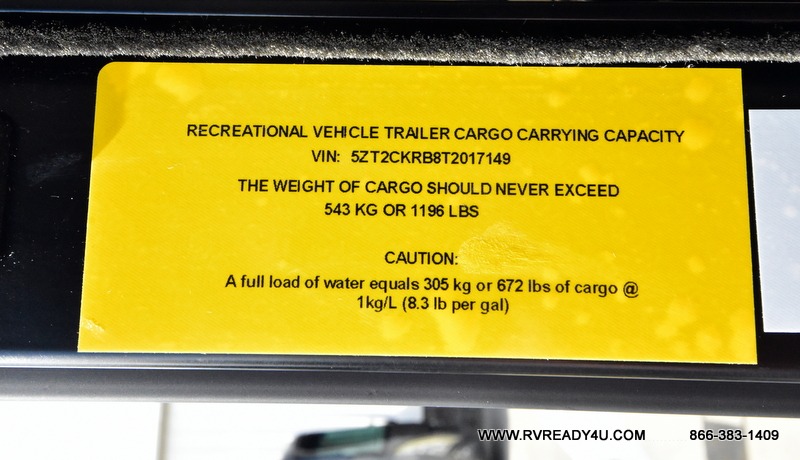 RECREATIONAL VEHICLE TRAILER CARGO CARRYING CAPACITY
VIN: 5ZT2CKRB8T2017149
THE WEIGHT OF CARGO SHOULD NEVER EXCEED
543 KG OR 1196 LBS
CAUTION:
A full load of water equals 305 kg or 672 lbs of cargo @
1kg/L (8.3 lb per gal)
WWW.RVREADY4U.COM 866-383-1409